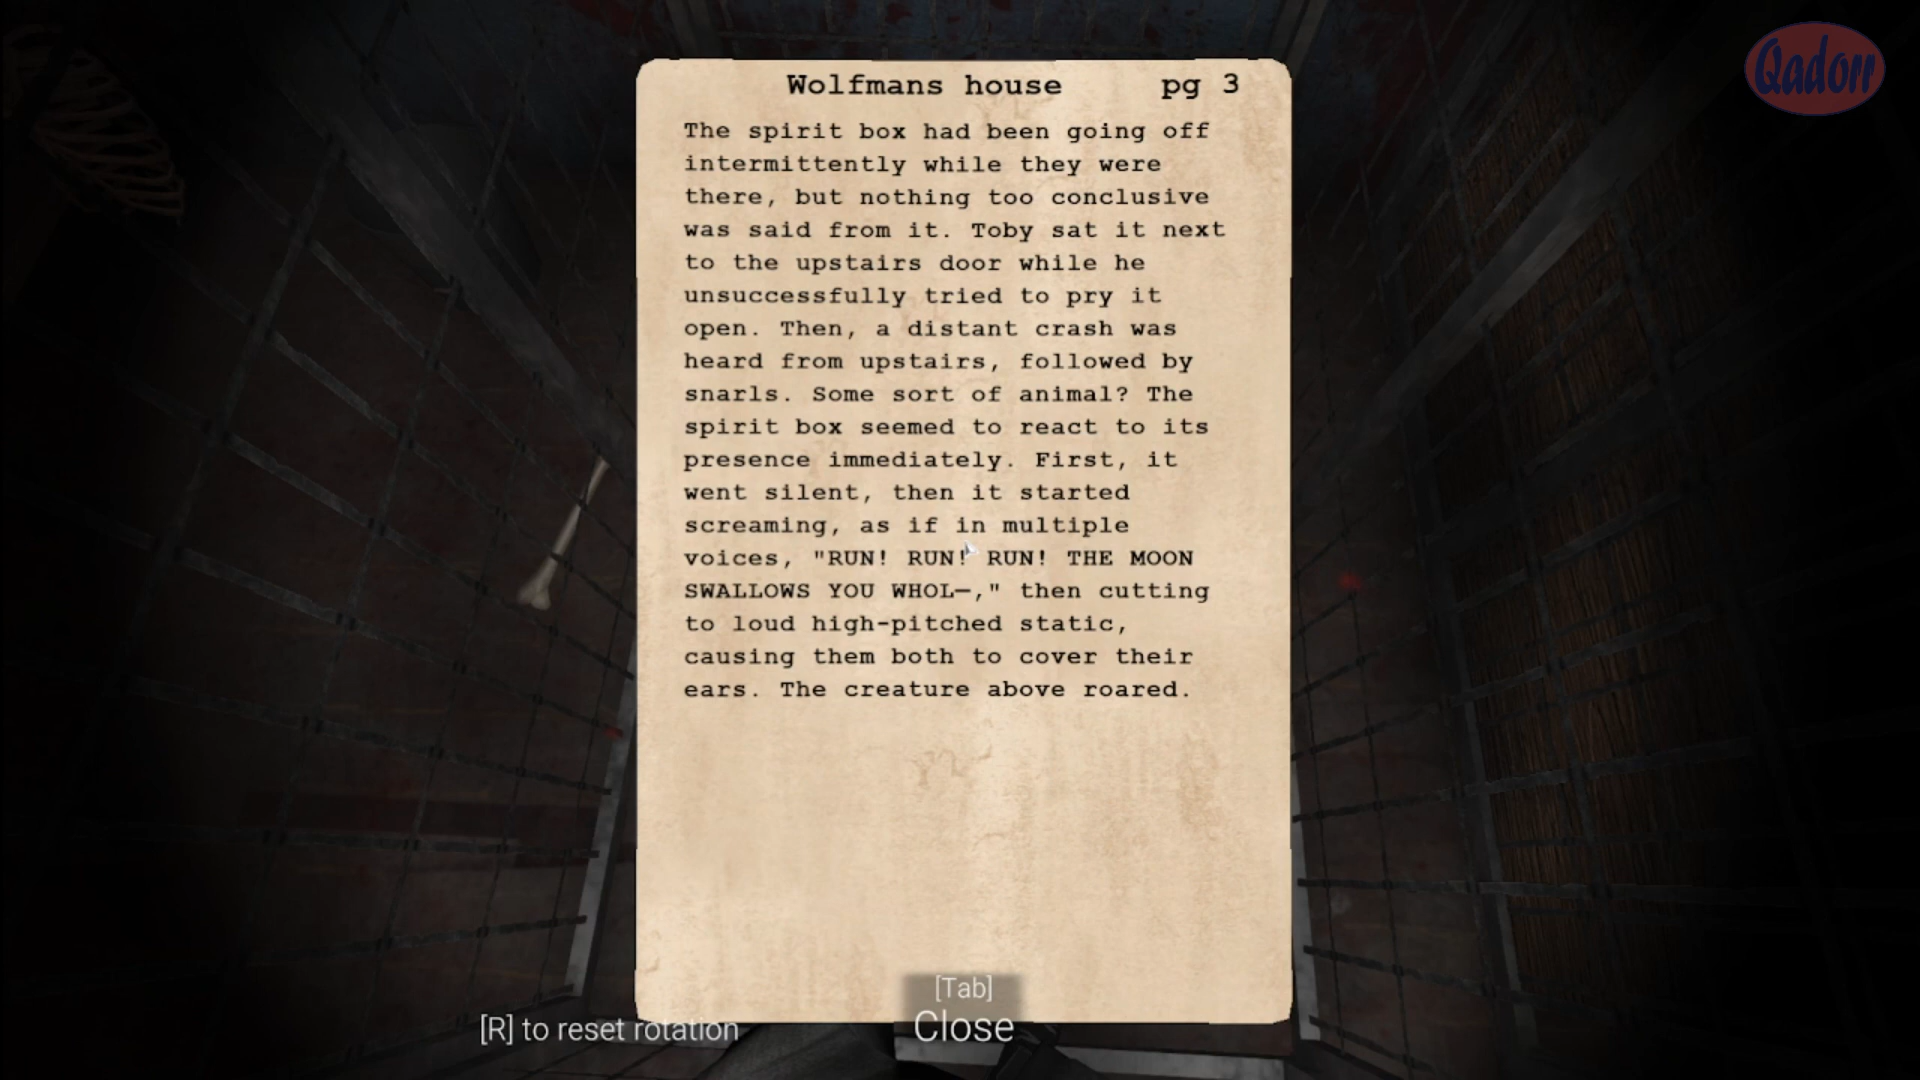 Qadorr
Wolfmans house pg 3
The spirit box had been going off
intermittently while they were
there, but nothing too conclusive
was said from it. Toby sat it next
to the upstairs door while he
unsuccessfully tried to pry it
open. Then, a distant crash was
heard from upstairs, followed by
snarls. Some sort of animal? The
spirit box seemed to react to its
presence immediately. First, it
went silent, then it started
screaming, as if in multiple
voices, "RUN! RUN! RUN! THE MOON
SWALLOWS YOU WHOL—," then cutting
to loud high-pitched static,
causing them both to cover their
ears. The creature above roared.
[Tab]
[R] to reset rotation
Close